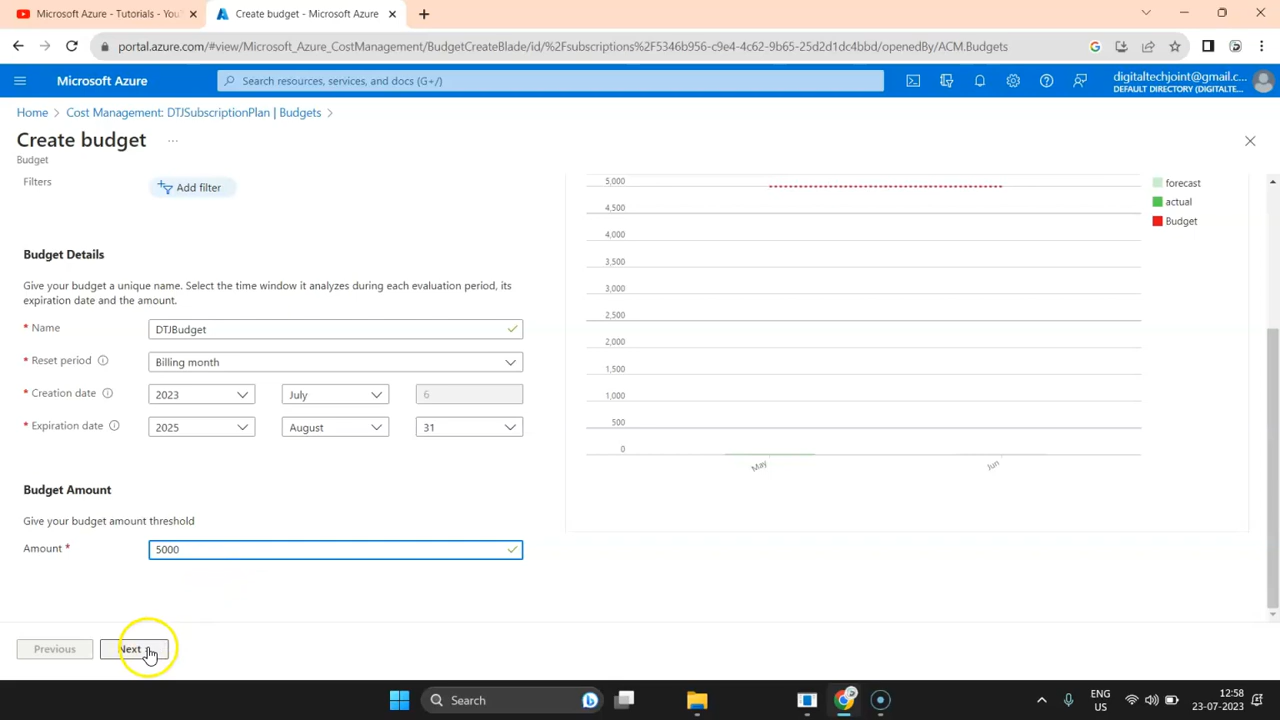 Microsoft Azure - Tutorials - You
Create budget - Microsoft Azure
portal.azure.com/#view/Microsoft_Azure_CostManagement/BudgetCreateBlade/id/%2Fsubscriptions%2F5346b956-c9e4-4c62-9b65-25d2d1dc4bbd/openedBy/ACM.Budgets
Microsoft Azure
Search resources, services, and docs (G+/)
digitaltechjoint@gmail.c...
DEFAULT DIRECTORY (DIGITALTE...
Home > Cost Management: DTJSubscriptionPlan | Budgets >
Create budget ...
Budget
Filters
Add filter
Budget Details
Give your budget a unique name. Select the time window it analyzes during each evaluation period, its
expiration date and the amount.
* Name
DTJBudget
* Reset period
Billing month
* Creation date
2023
July
6
* Expiration date
2025
August
31
Budget Amount
Give your budget amount threshold
Amount *
5000
5,000
4,500
4,000
3,500
3,000
2,500
2,000
1,500
1,000
500
0
May
Jun
forecast
actual
Budget
Previous
Next
Search
ENG
US
12:58
23-07-2023